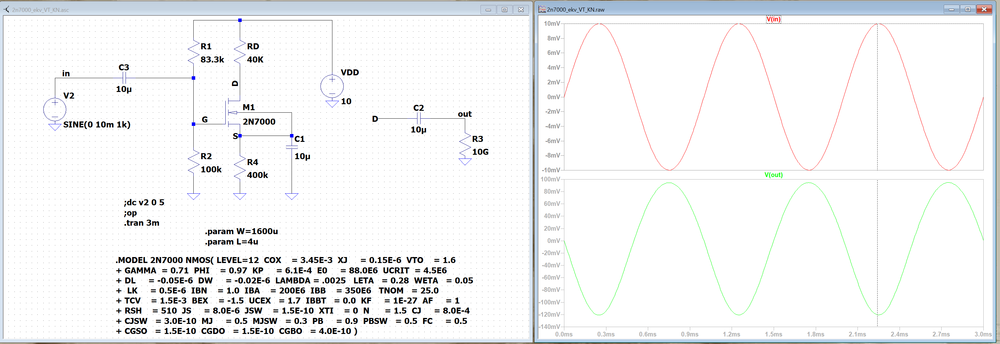 2n7000_ekv_VT_KN.asc
in
C3
10µ
V2
SINE(0 10m 1k)
R1
83.3k
RD
40K
D
VDD
10
M1
2N7000
G
S
C1
10µ
R2
100k
R4
400k
D
C2
10µ
out
R3
10G
;dc v2 0 5
;op
.tran 3m
.param W=1600u
.param L=4u
.MODEL 2N7000 NMOS( LEVEL=12 COX = 3.45E-3 XJ = 0.15E-6 VTO = 1.6
+ GAMMA = 0.71 PHI = 0.97 KP = 6.1E-4 E0 = 88.0E6 UCRIT = 4.5E6
+ DL = -0.05E-6 DW = -0.02E-6 LAMBDA = .0025 LETA = 0.28 WETA = 0.05
+ LK = 0.5E-6 IBN = 1.0 IBA = 200E6 IBB = 350E6 TNOM = 25.0
+ TCV = 1.5E-3 BEX = -1.5 UCEX = 1.7 IBBT = 0.0 KF = 1E-27 AF = 1
+ RSH = 510 JS = 8.0E-6 JSW = 1.5E-10 XTI = 0 N = 1.5 CJ = 8.0E-4
+ CJSW = 3.0E-10 MJ = 0.5 MJSW = 0.3 PB = 0.9 PBSW = 0.5 FC = 0.5
+ CGSO = 1.5E-10 CGDO = 1.5E-10 CGBO = 4.0E-10 )
2n7000_ekv_VT_KN.raw
V(in)
10mV
8mV
6mV
4mV
2mV
0mV
-2mV
-4mV
-6mV
-8mV
-10mV
V(out)
100mV
80mV
60mV
40mV
20mV
0mV
-20mV
-40mV
-60mV
-80mV
-100mV
-120mV
-140mV
0.0ms 0.3ms 0.6ms 0.9ms 1.2ms 1.5ms 1.8ms 2.1ms 2.4ms 2.7ms 3.0ms